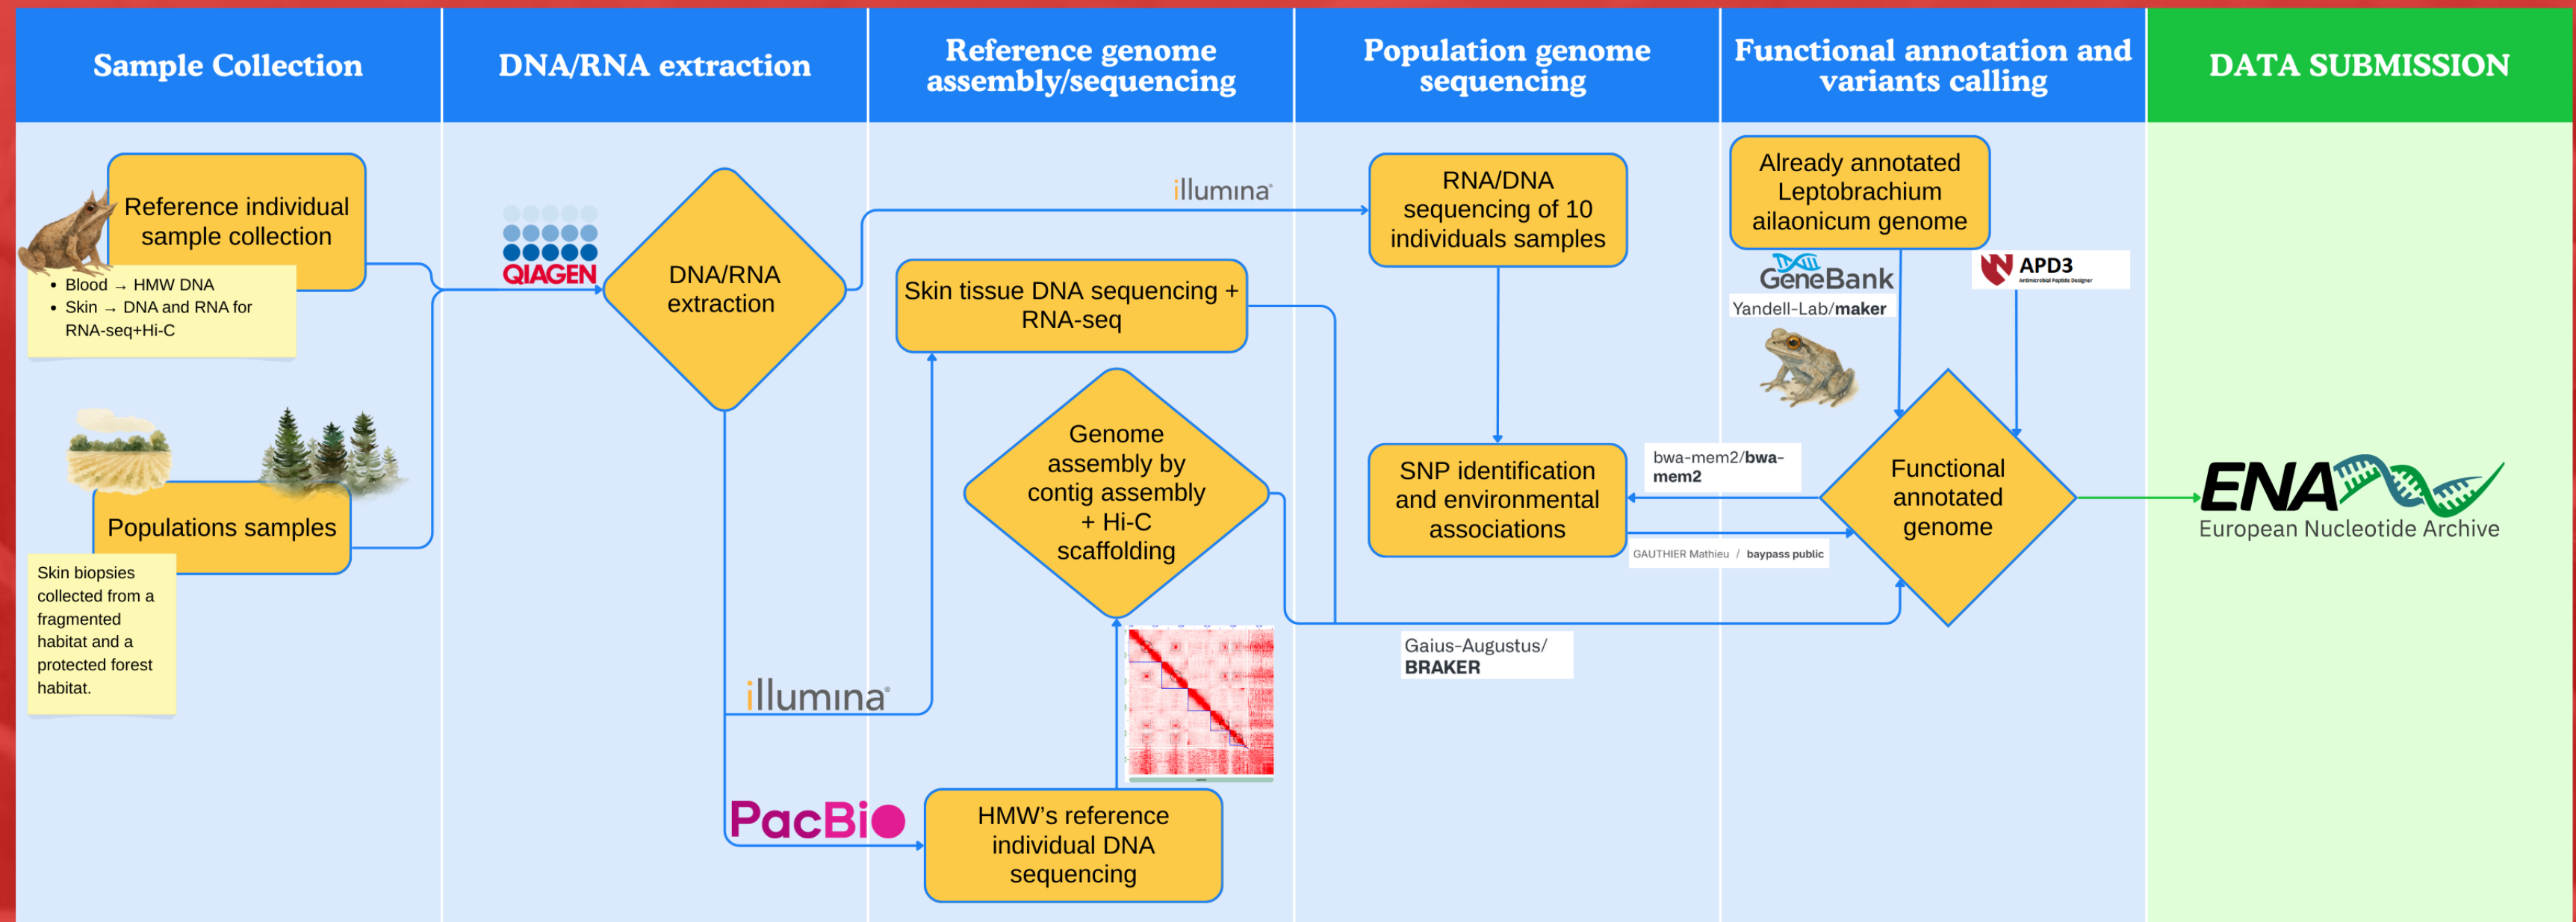 Sample Collection
DNA/RNA extraction
Reference genome
assembly/sequencing
Population genome
sequencing
Functional annotation and
variants calling
DATA SUBMISSION
Reference individual
sample collection
• Blood → HMW DNA
• Skin → DNA and RNA for
RNA-seq+Hi-C
Populations samples
Skin biopsies
collected from a
fragmented
habitat and a
protected forest
habitat.
QIAGEN
DNA/RNA
extraction
illumina®
illumina®
PacBio
Skin tissue DNA sequencing +
RNA-seq
Genome
assembly by
contig assembly
+ Hi-C
scaffolding
HMW's reference
individual DNA
sequencing
RNA/DNA
sequencing of 10
individuals samples
SNP identification
and environmental
associations
bwa-mem2/bwa-
mem2
GAUTHIER Mathieu / baypass public
Gaius-Augustus/
BRAKER
Already annotated
Leptobrachium
ailaonicum genome
GeneBank
Yandell-Lab/maker
APD3
Antimicrobial Peptide Designer
Functional
annotated
genome
ENA
European Nucleotide Archive